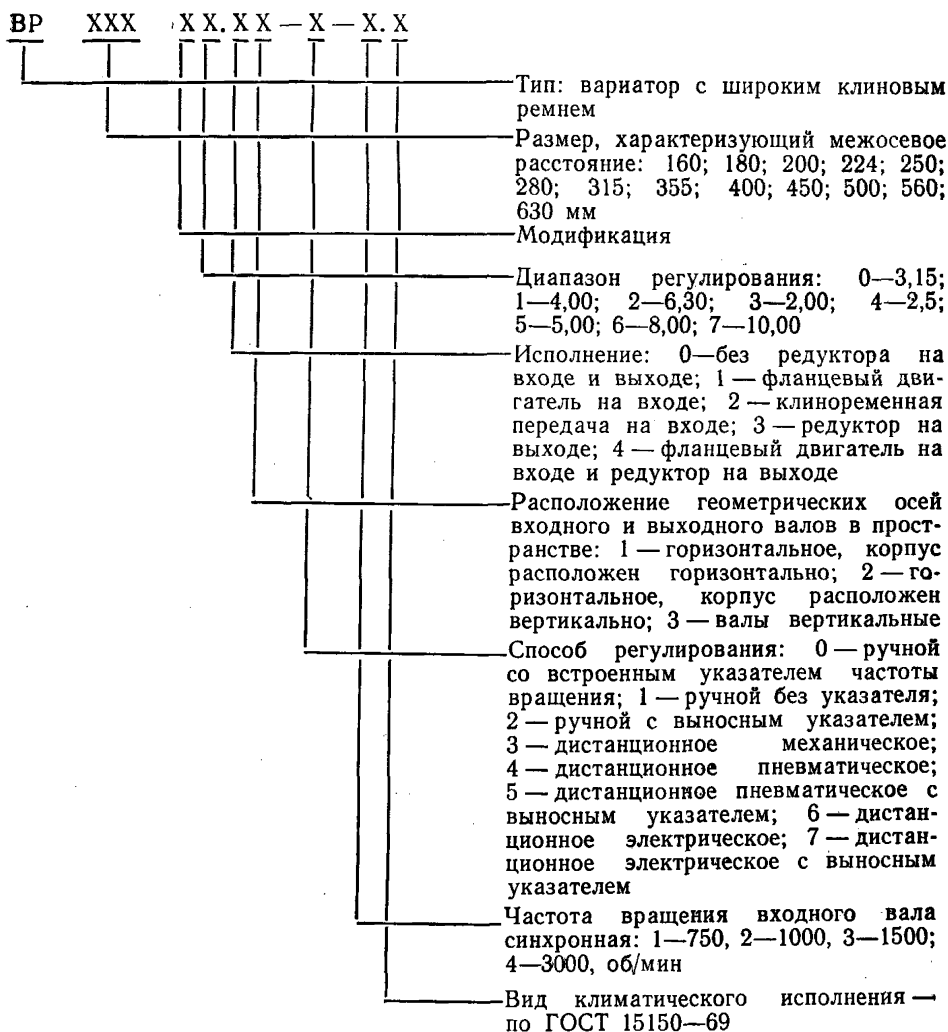 ВР XXX X X.X X — X — X. X
Тип: вариатор с широким клиновым
ремнем
Размер, характеризующий межосевое
расстояние: 160; 180; 200; 224; 250;
280; 315; 355; 400; 450; 500; 560;
630 мм
Модификация
Диапазон регулирования: 0—3,15;
1—4,00; 2—6,30; 3—2,00; 4—2,5;
5—5,00; 6—8,00; 7—10,00
Исполнение: 0—без редуктора на
входе и выходе; 1 — фланцевый дви-
гатель на входе; 2 — клиноременная
передача на входе; 3 — редуктор на
выходе; 4 — фланцевый двигатель на
входе и редуктор на выходе
Расположение геометрических осей
входного и выходного валов в прост-
ранстве: 1 — горизонтальное, корпус
расположен горизонтально; 2 — го-
ризонтальное, корпус расположен
вертикально; 3 — валы вертикальные
Способ регулирования: 0 — ручной
со встроенным указателем частоты
вращения; 1 — ручной без указателя;
2 — ручной с выносным указателем;
3 — дистанционное механическое;
4 — дистанционное пневматическое;
5 — дистанционное пневматическое с
выносным указателем; 6 — дистан-
ционное электрическое; 7 — дистан-
ционное электрическое с выносным
указателем
Частота вращения входного вала
синхронная: 1—750, 2—1000, 3—1500;
4—3000, об/мин
Вид климатического исполнения —
по ГОСТ 15150—69